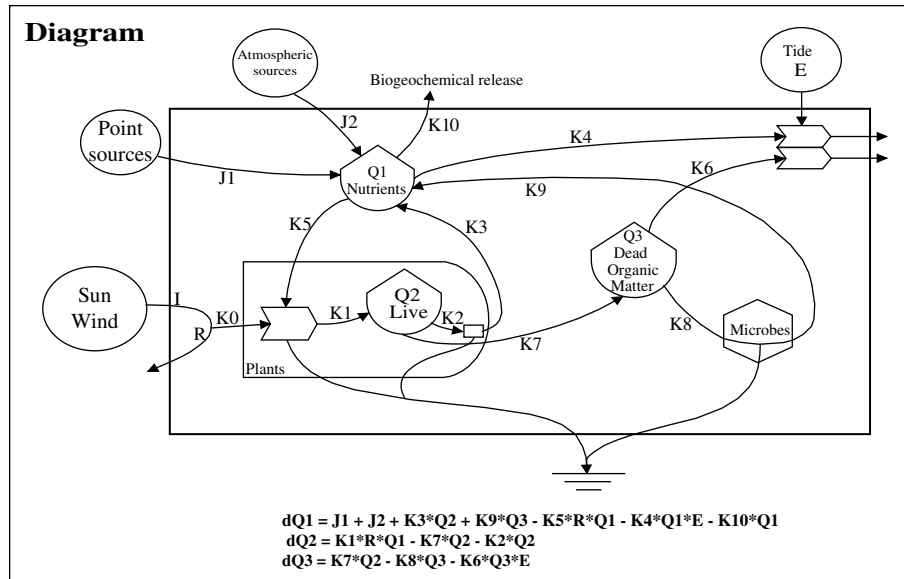 Diagram
Atmospheric
sources
Tide
E
Biogeochemical release
J2
K10
Point
sources
K4
J1
Q1
Nutrients
K6
K9
K5
K3
Q3
Dead
Organic
Matter
Sun
Wind
I
K0
R
K1
Q2
Live
K2
K7
K8
Microbes
Plants
dQ1 = J1 + J2 + K3*Q2 + K9*Q3 - K5*R*Q1 - K4*Q1*E - K10*Q1
dQ2 = K1*R*Q1 - K7*Q2 - K2*Q2
dQ3 = K7*Q2 - K8*Q3 - K6*Q3*E